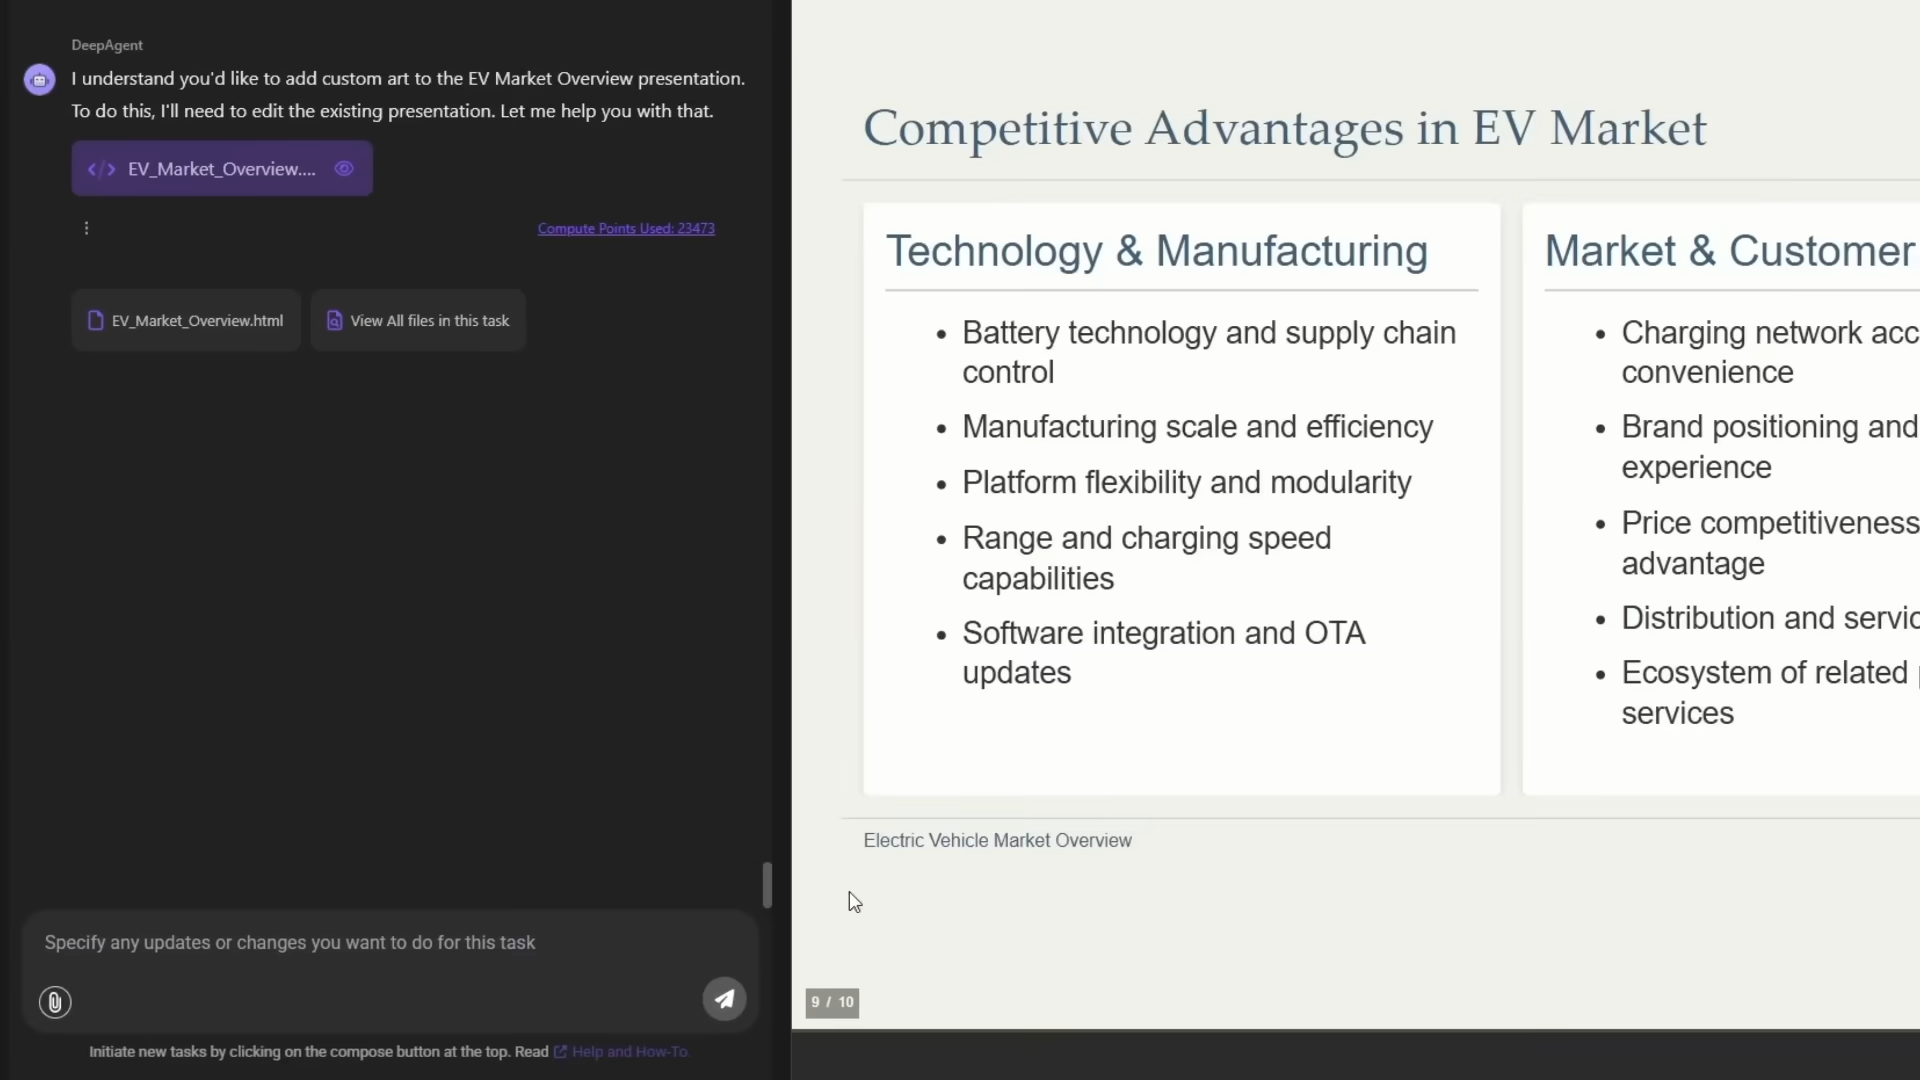 DeepAgent
I understand you'd like to add custom art to the EV Market Overview presentation.
To do this, I'll need to edit the existing presentation. Let me help you with that.
EV_Market_Overview....
Compute Points Used: 23473
EV_Market_Overview.html
View All files in this task
Specify any updates or changes you want to do for this task
Initiate new tasks by clicking on the compose button at the top. Read Help and How-To.
Competitive Advantages in EV Market
Technology & Manufacturing
• Battery technology and supply chain
control
• Manufacturing scale and efficiency
• Platform flexibility and modularity
• Range and charging speed
capabilities
• Software integration and OTA
updates
Market & Customer
• Charging network acc
convenience
• Brand positioning and
experience
• Price competitiveness
advantage
• Distribution and servic
• Ecosystem of related
services
Electric Vehicle Market Overview
9 / 10